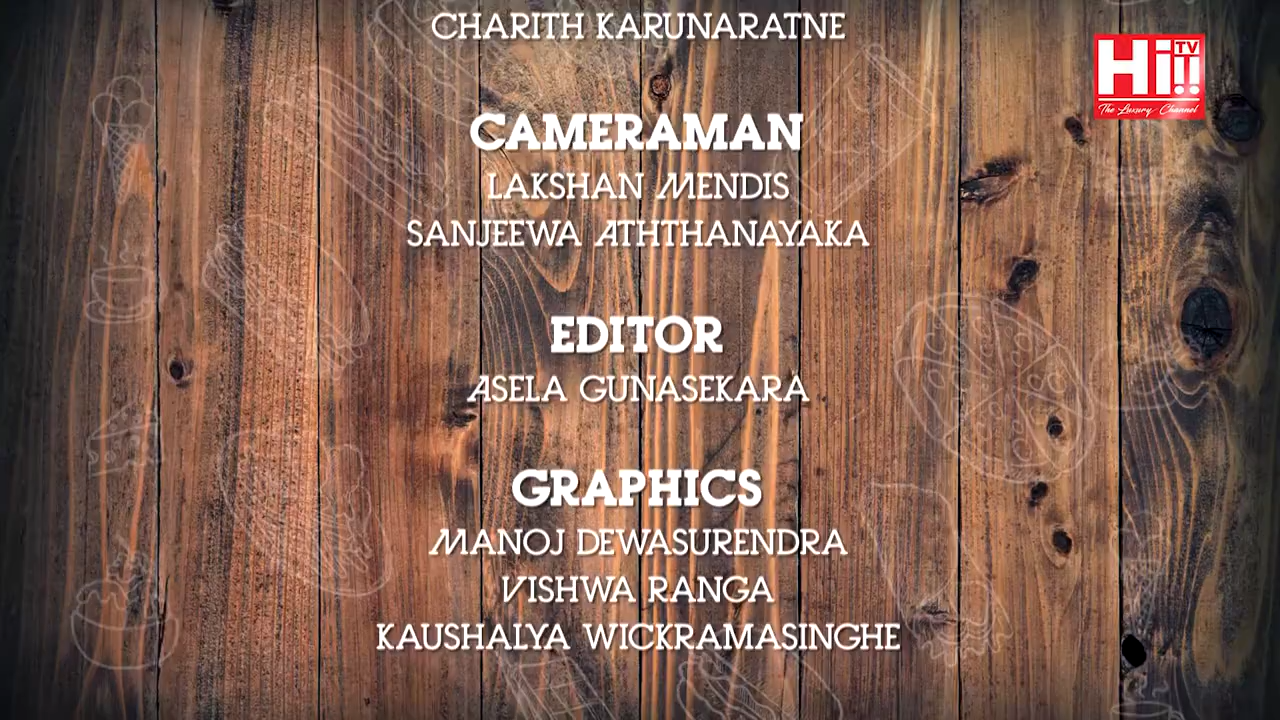 CHARITH KARUNARATNE
Hi!!
TV
The Luxury Channel
CAMERAMAN
LAKSHAN MENDIS
SANJEEWA ATHTHANAYAKA
EDITOR
ASELA GUNASEKARA
GRAPHICS
MANOJ DEWASURENDRA
VISHWA RANGA
KAUSHALYA WICKRAMASINGHE